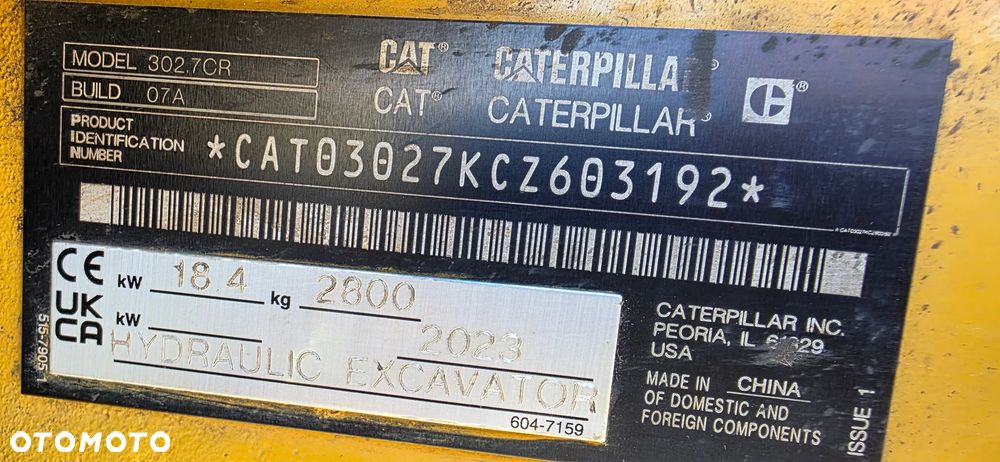 MODEL 302.7CR
BUILD 07A
CAT® CATERPILLA
CAT® CATERPILLAR®
PRODUCT
IDENTIFICATION
NUMBER
*CAT03027KCZ603192*
CE
UK
CA
kW 18.4 kg 2800
kW 2023
HYDRAULIC EXCAVATOR
604-7159
CATERPILLAR INC.
PEORIA, IL
USA
MADE IN CHINA
OF DOMESTIC AND
FOREIGN COMPONENTS
ISSUE 1
OTOMOTO